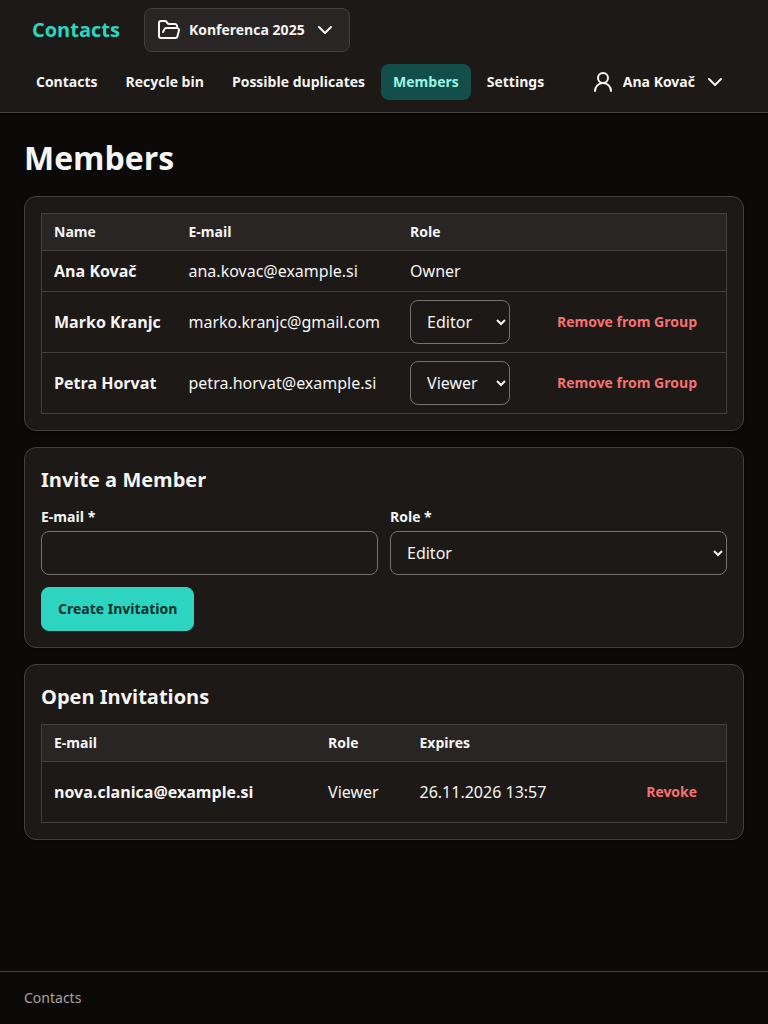 Contacts
Konferenca 2025
Contacts Recycle bin Possible duplicates Members Settings Ana Kovač
Members
Name E-mail Role
Ana Kovač ana.kovac@example.si Owner
Marko Kranjc marko.kranjc@gmail.com Editor Remove from Group
Petra Horvat petra.horvat@example.si Viewer Remove from Group
Invite a Member
E-mail * Role *
Editor
Create Invitation
Open Invitations
E-mail Role Expires
nova.clanica@example.si Viewer 26.11.2026 13:57 Revoke
Contacts